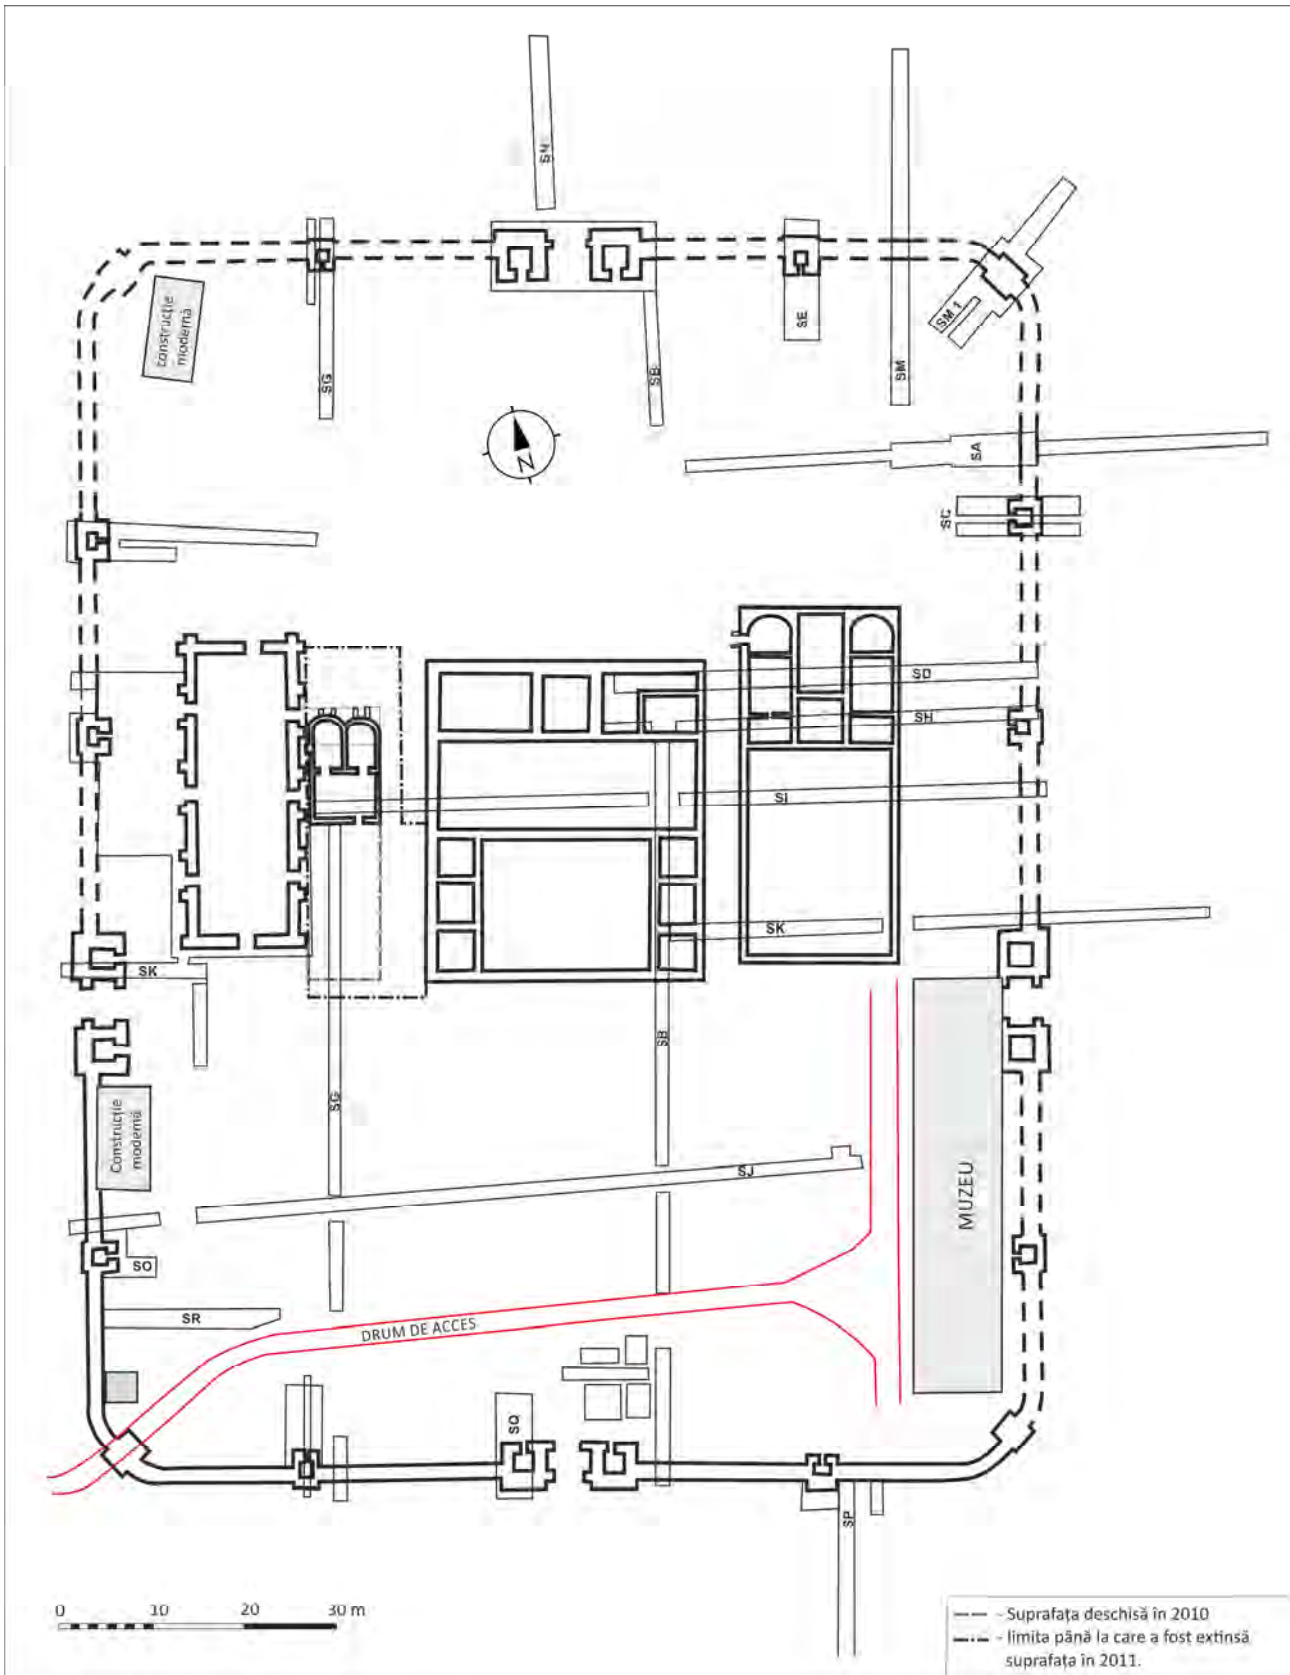 SN
construcție
modernă
SG
SB
SE
SM
SM 1
N
SA
SC
SD
SH
SI
SK
SK
SB
SG
Construcție
modernă
SJ
MUZEU
SO
SR
DRUM DE ACCES
SQ
SP
0 10 20 30 m
- Suprafața deschisă în 2010
- limita până la care a fost extinsă
suprafața în 2011.